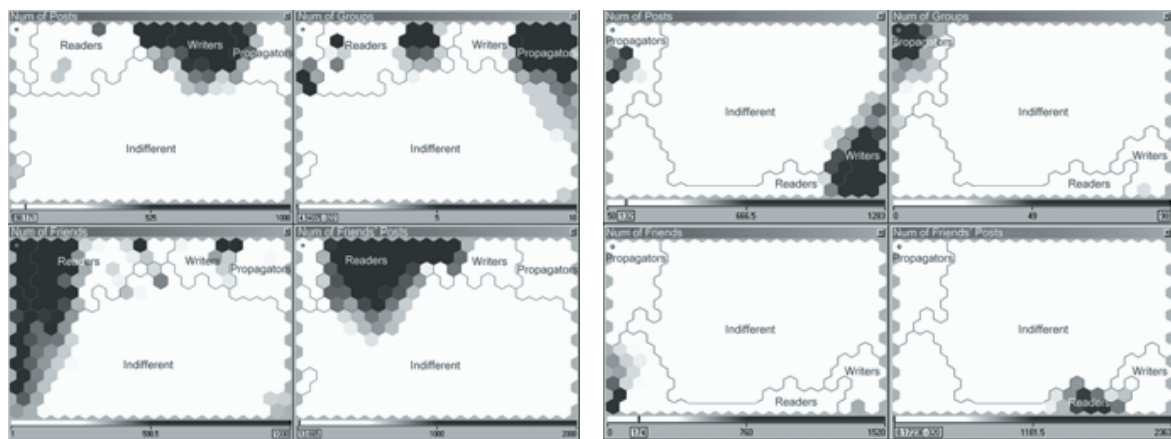 Num of Posts
Readers
Writers
Propagators
Indifferent
525
1000
Num of Groups
Readers
Writers
Propagators
Indifferent
5
10
Num of Friends
Readers
Writers
Propagators
Indifferent
1
500.5
1000
Num of Friends' Posts
Readers
Writers
Propagators
Indifferent
1000
2000
Num of Posts
Propagators
Indifferent
Writers
Readers
50
132
666.5
1283
Num of Groups
Propagators
Indifferent
Writers
Readers
0
49
Num of Friends
Propagators
Indifferent
Writers
Readers
0
174
760
1520
Num of Friends' Posts
Propagators
Indifferent
Writers
Readers
1181.5
2363